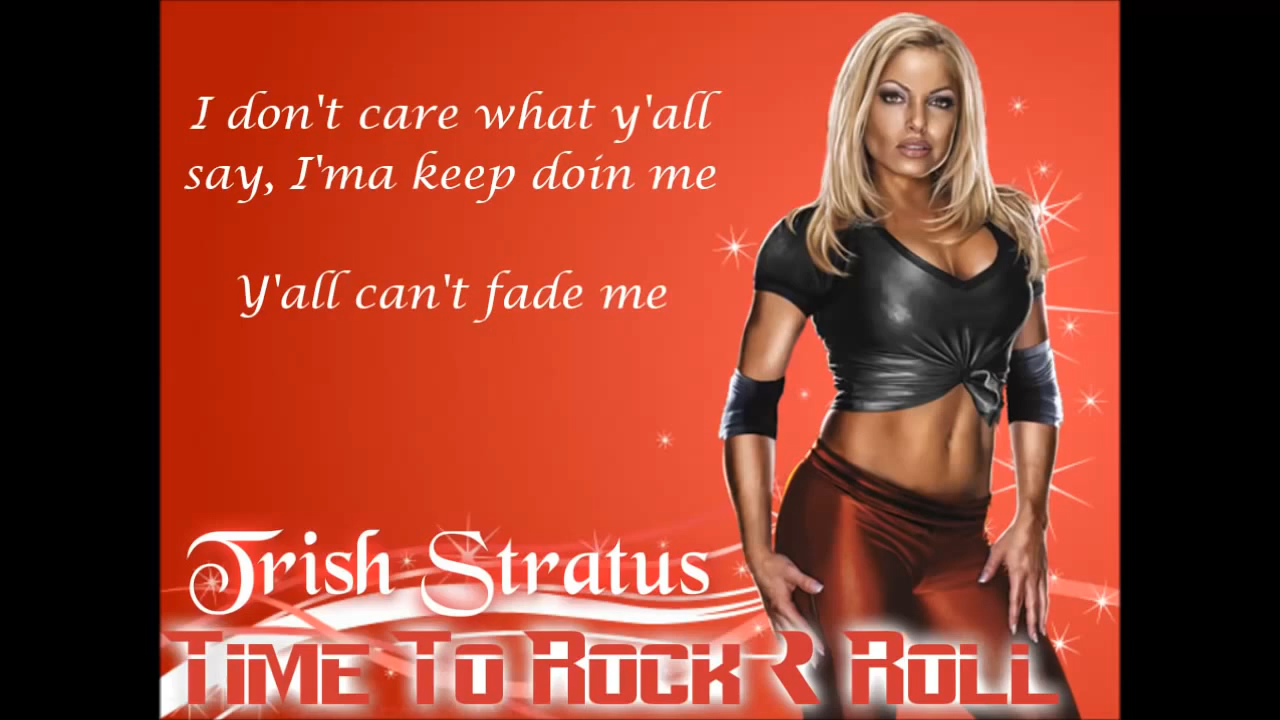 I don't care what y'all
say, I'ma keep doin me
Y'all can't fade me
Trish Stratus
Time To Rock R Roll